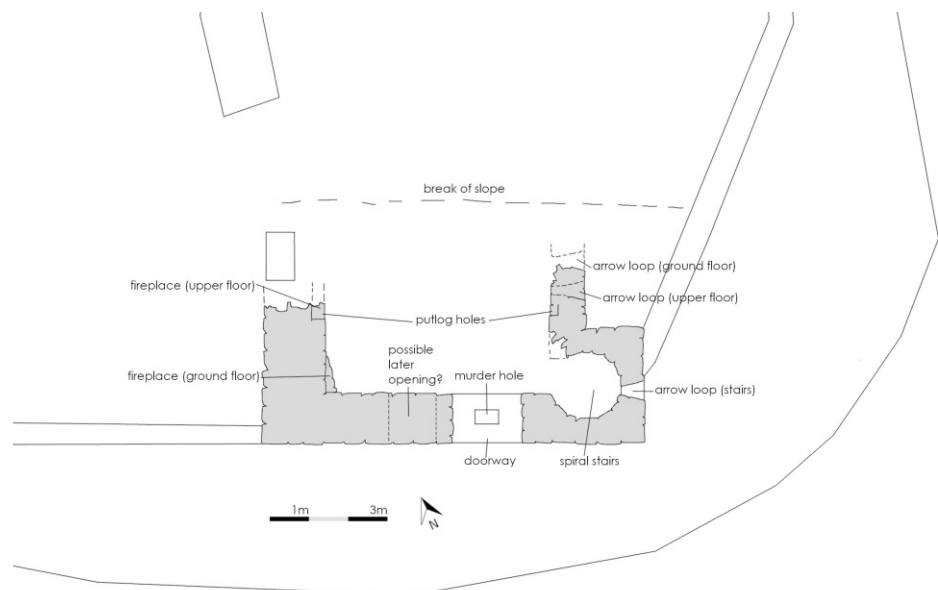 break of slope
arrow loop (ground floor)
fireplace (upper floor)
arrow loop (upper floor)
putlog holes
possible
later
opening?
fireplace (ground floor)
murder hole
arrow loop (stairs)
doorway
spiral stairs
1m 3m
N